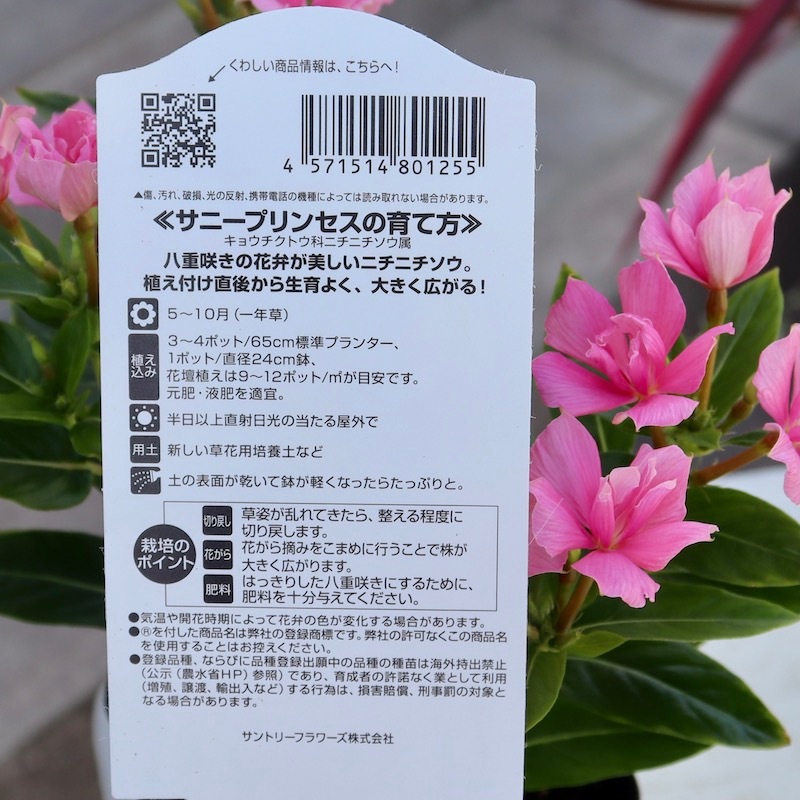 くわしい商品情報は、こちらへ!
4 571514 801255
▲傷、汚れ、破損、光の反射、携帯電話の機種によっては読み取れない場合があります。
≪サニープリンセスの育て方≫
キョウチクトウ科ニチニチソウ属
八重咲きの花弁が美しいニチニチソウ。
植え付け直後から生育よく、大きく広がる!
5〜10月(一年草)
植え込み
3〜4ポット/65cm標準プランター、
1ポット/直径24cm鉢、
花壇植えは9〜12ポット/㎡が目安です。
元肥・液肥を適宜。
半日以上直射日光の当たる屋外で
用土 新しい草花用培養土など
土の表面が乾いて鉢が軽くなったらたっぷりと。
栽培の
ポイント
切り戻し 草姿が乱れてきたら、整える程度に
切り戻します。
花がら 花がら摘みをこまめに行うことで株が
大きく広がります。
肥料 はっきりした八重咲きにするために、
肥料を十分与えてください。
●気温や開花時期によって花弁の色が変化する場合があります。
●®を付した商品名は弊社の登録商標です。弊社の許可なくこの商品名
を使用することはお控えください。
●登録品種、ならびに品種登録出願中の品種の種苗は海外持出禁止
(公示(農水省HP)参照)であり、育成者の許諾なく業として利用
(増殖、譲渡、輸出入など)する行為は、損害賠償、刑事罰の対象と
なる場合があります。
サントリーフラワーズ株式会社